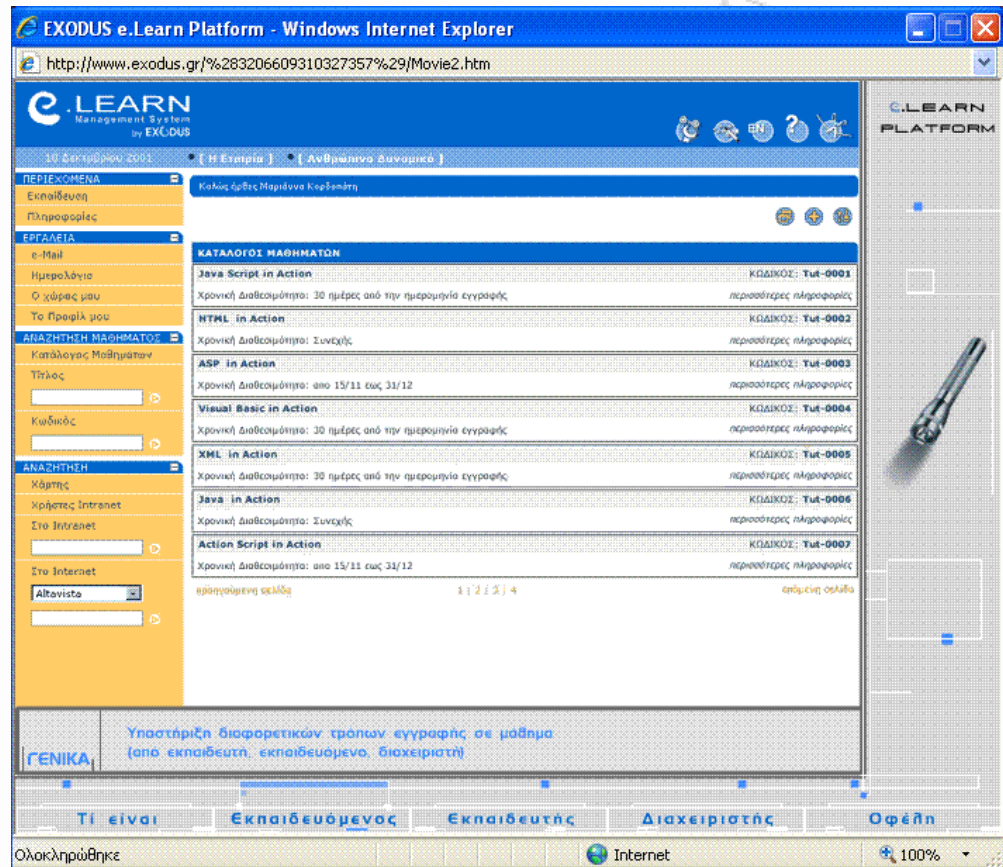 EXODUS e.Learn Platform - Windows Internet Explorer
http://www.exodus.gr/%283206609310327357%29/Movie2.htm
e.LEARN
Management System
by EXODUS
e.LEARN
PLATFORM
10 Δεκεμβρίου 2001
[ Η Εταιρία ]
[ Ανθρώπινο Δυναμικό ]
ΠΕΡΙΕΧΟΜΕΝΑ
Εκπαίδευση
Πληροφορίες
ΕΡΓΑΛΕΙΑ
e-Mail
Ημερολόγιο
Ο χώρος μου
Το Προφίλ μου
ΑΝΑΖΗΤΗΣΗ ΜΑΘΗΜΑΤΟΣ
Κατάλογος Μαθημάτων
Τίτλος
Κωδικός
ΑΝΑΖΗΤΗΣΗ
Χάρτης
Χρήστες Intranet
Στο Intranet
Στο Internet
Altavista
Καλώς ήρθες Μαριάννα Κορδοπάτη
ΚΑΤΑΛΟΓΟΣ ΜΑΘΗΜΑΤΩΝ
Java Script in Action ΚΩΔΙΚΟΣ: Tut-0001
Χρονική Διαθεσιμότητα: 30 ημέρες από την ημερομηνία εγγραφής περισσότερες πληροφορίες
HTML in Action ΚΩΔΙΚΟΣ: Tut-0002
Χρονική Διαθεσιμότητα: Συνεχής περισσότερες πληροφορίες
ASP in Action ΚΩΔΙΚΟΣ: Tut-0003
Χρονική Διαθεσιμότητα: απο 15/11 εως 31/12 περισσότερες πληροφορίες
Visual Basic in Action ΚΩΔΙΚΟΣ: Tut-0004
Χρονική Διαθεσιμότητα: 30 ημέρες από την ημερομηνία εγγραφής περισσότερες πληροφορίες
XML in Action ΚΩΔΙΚΟΣ: Tut-0005
Χρονική Διαθεσιμότητα: 30 ημέρες από την ημερομηνία εγγραφής περισσότερες πληροφορίες
Java in Action ΚΩΔΙΚΟΣ: Tut-0006
Χρονική Διαθεσιμότητα: Συνεχής περισσότερες πληροφορίες
Action Script in Action ΚΩΔΙΚΟΣ: Tut-0007
Χρονική Διαθεσιμότητα: απο 15/11 εως 31/12 περισσότερες πληροφορίες
προηγούμενη σελίδα 1 | 2 | 3 | 4 επόμενη σελίδα
ΓΕΝΙΚΑ
Υποστήριξη διαφορετικών τρόπων εγγραφής σε μάθημα
(απο εκπαιδευτη, εκπαιδευόμενο, διαχειριστή)
Τί είναι Εκπαιδευόμενος Εκπαιδευτής Διαχειριστής Οφέλη
Ολοκληρώθηκε Internet 100%